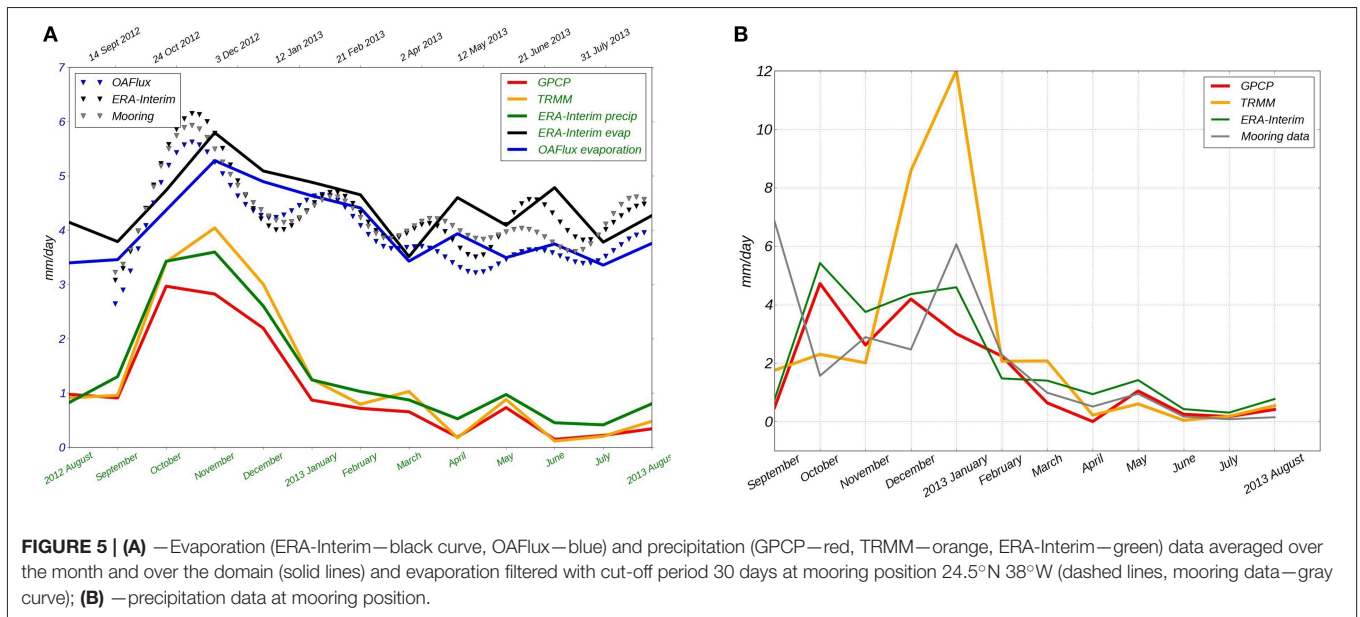 A
14 Sept 2012
24 Oct 2012
3 Dec 2012
12 Jan 2013
21 Feb 2013
2 Apr 2013
12 May 2013
21 June 2013
31 July 2013
7
6
5
4
3
2
1
0
mm/day
OAFlux
ERA-Interim
Mooring
GPCP
TRMM
ERA-Interim precip
ERA-Interim evap
OAFlux evaporation
2012 August
September
October
November
December
2013 January
February
March
April
May
June
July
2013 August
B
12
10
8
6
4
2
0
mm/day
GPCP
TRMM
ERA-Interim
Mooring data
September
October
November
December
2013 January
February
March
April
May
June
July
2013 August
FIGURE 5 | (A) —Evaporation (ERA-Interim—black curve, OAFlux—blue) and precipitation (GPCP—red, TRMM—orange, ERA-Interim—green) data averaged over
the month and over the domain (solid lines) and evaporation filtered with cut-off period 30 days at mooring position 24.5°N 38°W (dashed lines, mooring data—gray
curve); (B) —precipitation data at mooring position.